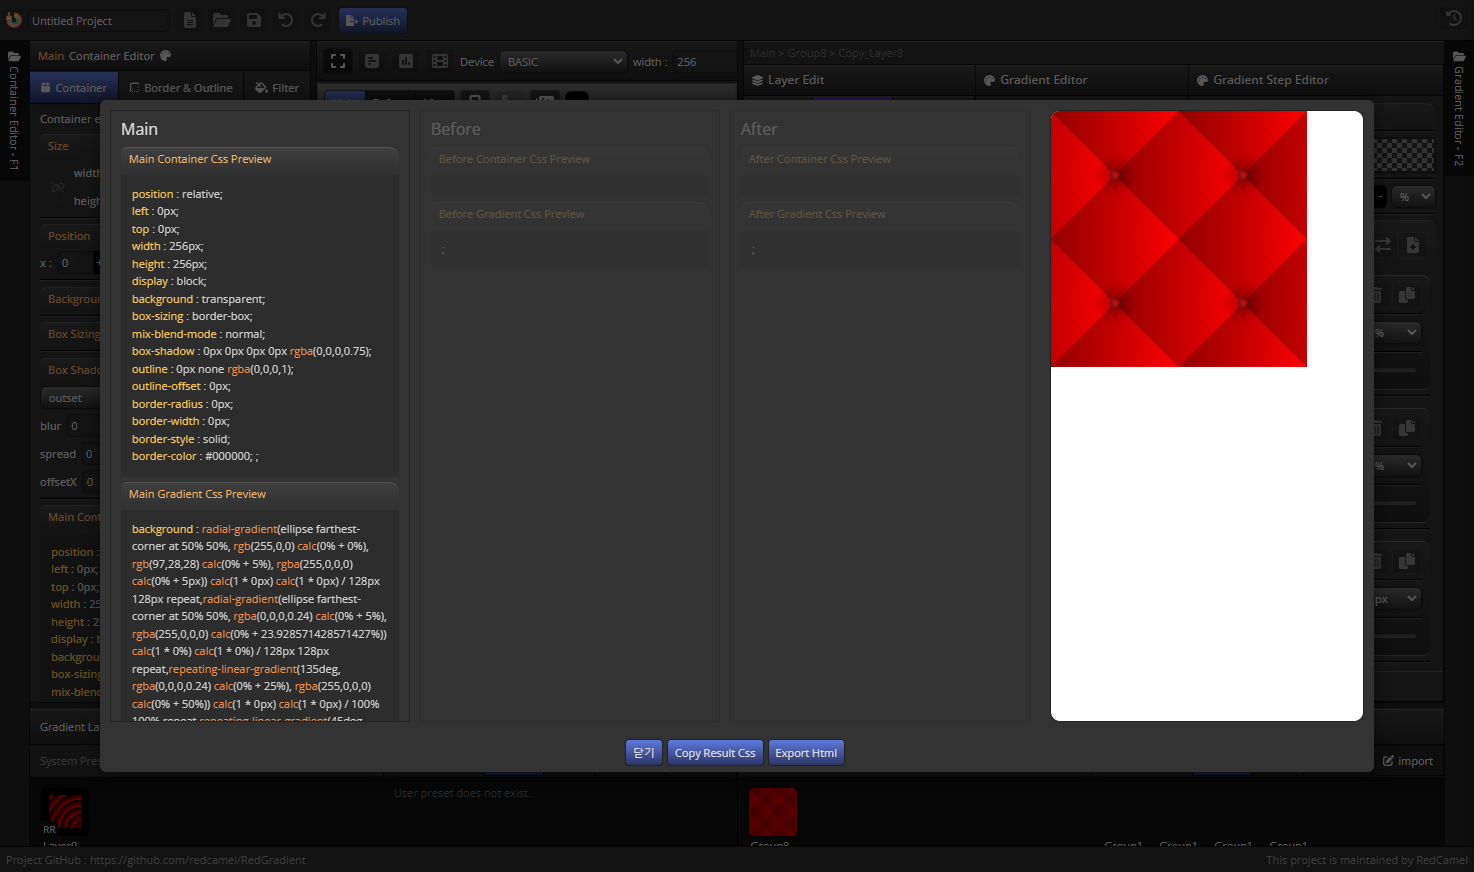 Untitled Project
Publish
Main Container Editor
Device BASIC width : 256
Main > Group8 > Copy_Layer8
Container
Border & Outline
Filter
Layer Edit
Gradient Editor
Gradient Step Editor
Container Editor - F1
Gradient Editor - F2
Container e
Size
width
heigh
Position
x : 0
Backgrour
Box Sizing
Box Shado
outset
blur 0
spread 0
offsetX 0
Main Cont
position :
left : 0px;
top : 0px;
width : 25
height : 2
display : b
backgrou
box-sizing
mix-blend
Main
Main Container Css Preview
position : relative;
left : 0px;
top : 0px;
width : 256px;
height : 256px;
display : block;
background : transparent;
box-sizing : border-box;
mix-blend-mode : normal;
box-shadow : 0px 0px 0px 0px rgba(0,0,0,0.75);
outline : 0px none rgba(0,0,0,1);
outline-offset : 0px;
border-radius : 0px;
border-width : 0px;
border-style : solid;
border-color : #000000; ;
Main Gradient Css Preview
background : radial-gradient(ellipse farthest-
corner at 50% 50%, rgb(255,0,0) calc(0% + 0%),
rgb(97,28,28) calc(0% + 5%), rgba(255,0,0,0)
calc(0% + 5px)) calc(1 * 0px) calc(1 * 0px) / 128px
128px repeat,radial-gradient(ellipse farthest-
corner at 50% 50%, rgba(0,0,0,0.24) calc(0% + 5%),
rgba(255,0,0,0) calc(0% + 23.928571428571427%))
calc(1 * 0%) calc(1 * 0%) / 128px 128px
repeat,repeating-linear-gradient(135deg,
rgba(0,0,0,0.24) calc(0% + 25%), rgba(255,0,0,0)
calc(0% + 50%)) calc(1 * 0px) calc(1 * 0px) / 100%
100% repeat,repeating-linear-gradient(45deg,
Before
Before Container Css Preview
Before Gradient Css Preview
;
After
After Container Css Preview
After Gradient Css Preview
;
%
%
%
px
닫기
Copy Result Css
Export Html
Gradient La
System Pres
import
User preset does not exist.
RR
Layer0
Group8
Group1 Group1 Group1 Group1
Project GitHub : https://github.com/redcamel/RedGradient
This project is maintained by RedCamel